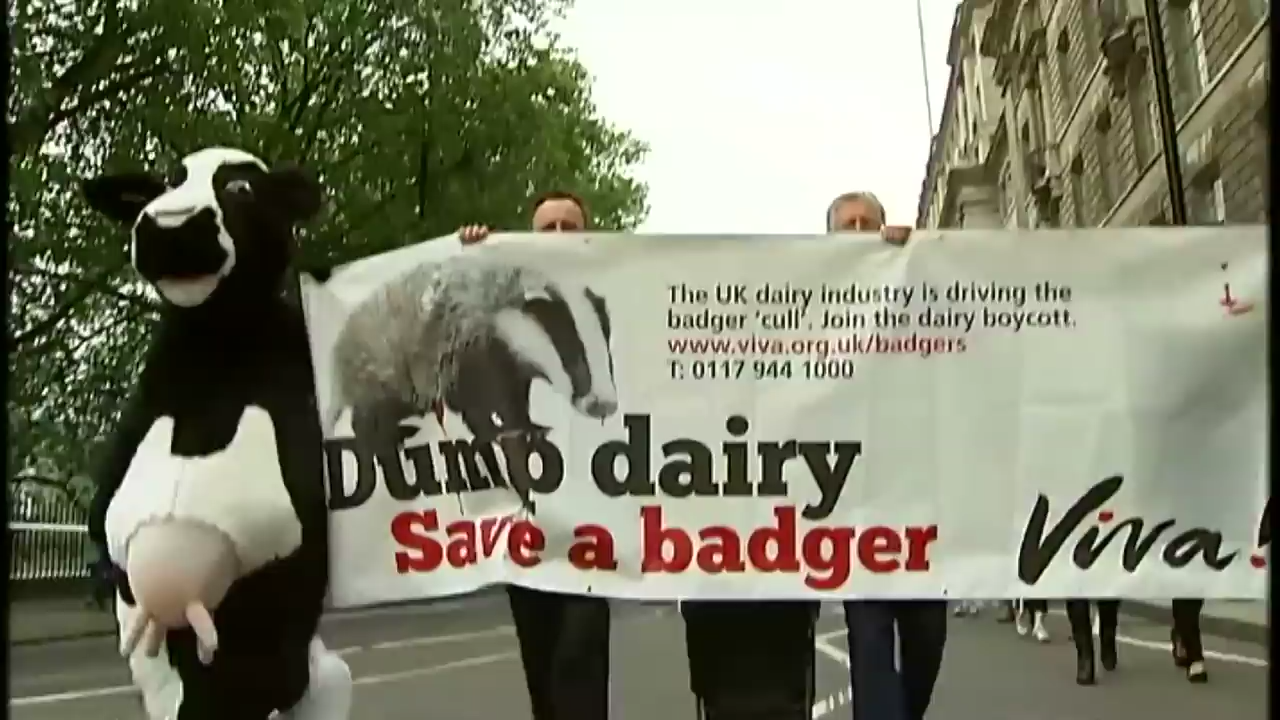 The UK dairy industry is driving the
badger 'cull'. Join the dairy boycott.
www.viva.org.uk/badgers
T: 0117 944 1000
Dump dairy
Save a badger
Viva!